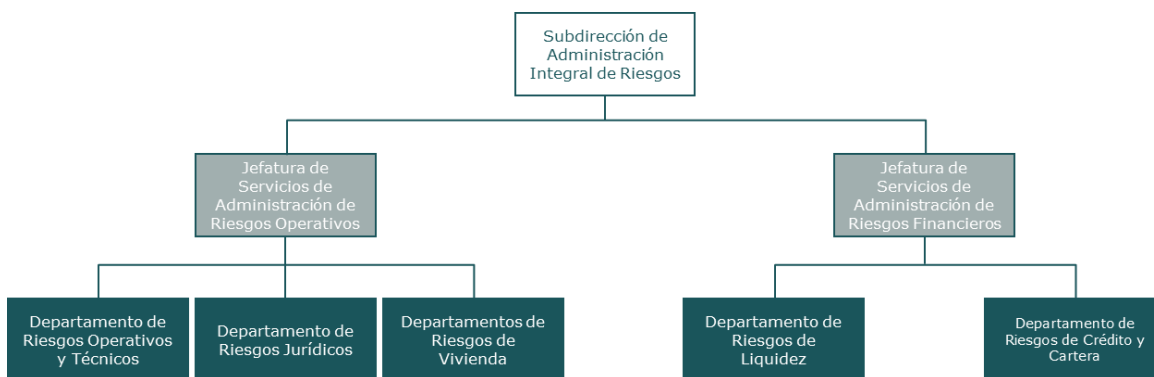 Subdirección de
Administración
Integral de Riesgos
Jefatura de
Servicios de
Administración de
Riesgos Operativos
Jefatura de
Servicios de
Administración de
Riesgos Financieros
Departamento de
Riesgos Operativos
y Técnicos
Departamento de
Riesgos Jurídicos
Departamentos de
Riesgos de
Vivienda
Departamento de
Riesgos de
Liquidez
Departamento de
Riesgos de Crédito y
Cartera